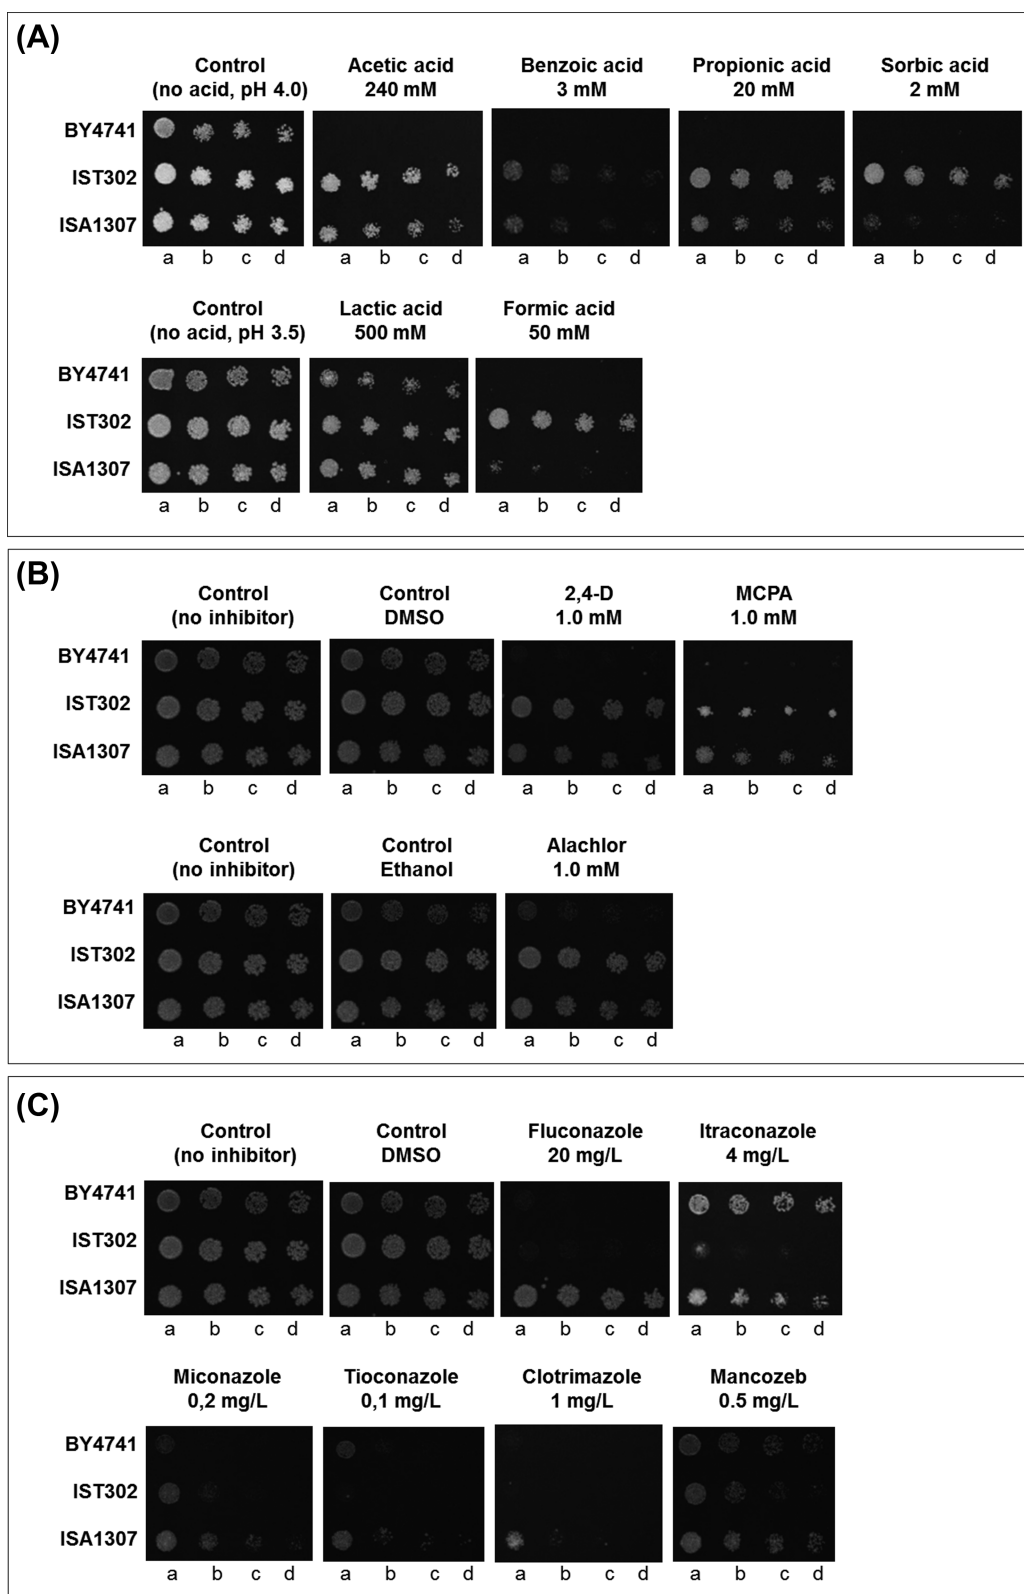 (A)
Control
(no acid, pH 4.0)
Acetic acid
240 mM
Benzoic acid
3 mM
Propionic acid
20 mM
Sorbic acid
2 mM
BY4741
IST302
ISA1307
a b c d
a b c d
a b c d
a b c d
a b c d
Control
(no acid, pH 3.5)
Lactic acid
500 mM
Formic acid
50 mM
BY4741
IST302
ISA1307
a b c d
a b c d
a b c d
(B)
Control
(no inhibitor)
Control
DMSO
2,4-D
1.0 mM
MCPA
1.0 mM
BY4741
IST302
ISA1307
a b c d
a b c d
a b c d
a b c d
Control
(no inhibitor)
Control
Ethanol
Alachlor
1.0 mM
BY4741
IST302
ISA1307
a b c d
a b c d
a b c d
(C)
Control
(no inhibitor)
Control
DMSO
Fluconazole
20 mg/L
Itraconazole
4 mg/L
BY4741
IST302
ISA1307
a b c d
a b c d
a b c d
a b c d
Miconazole
0,2 mg/L
Tioconazole
0,1 mg/L
Clotrimazole
1 mg/L
Mancozeb
0.5 mg/L
BY4741
IST302
ISA1307
a b c d
a b c d
a b c d
a b c d